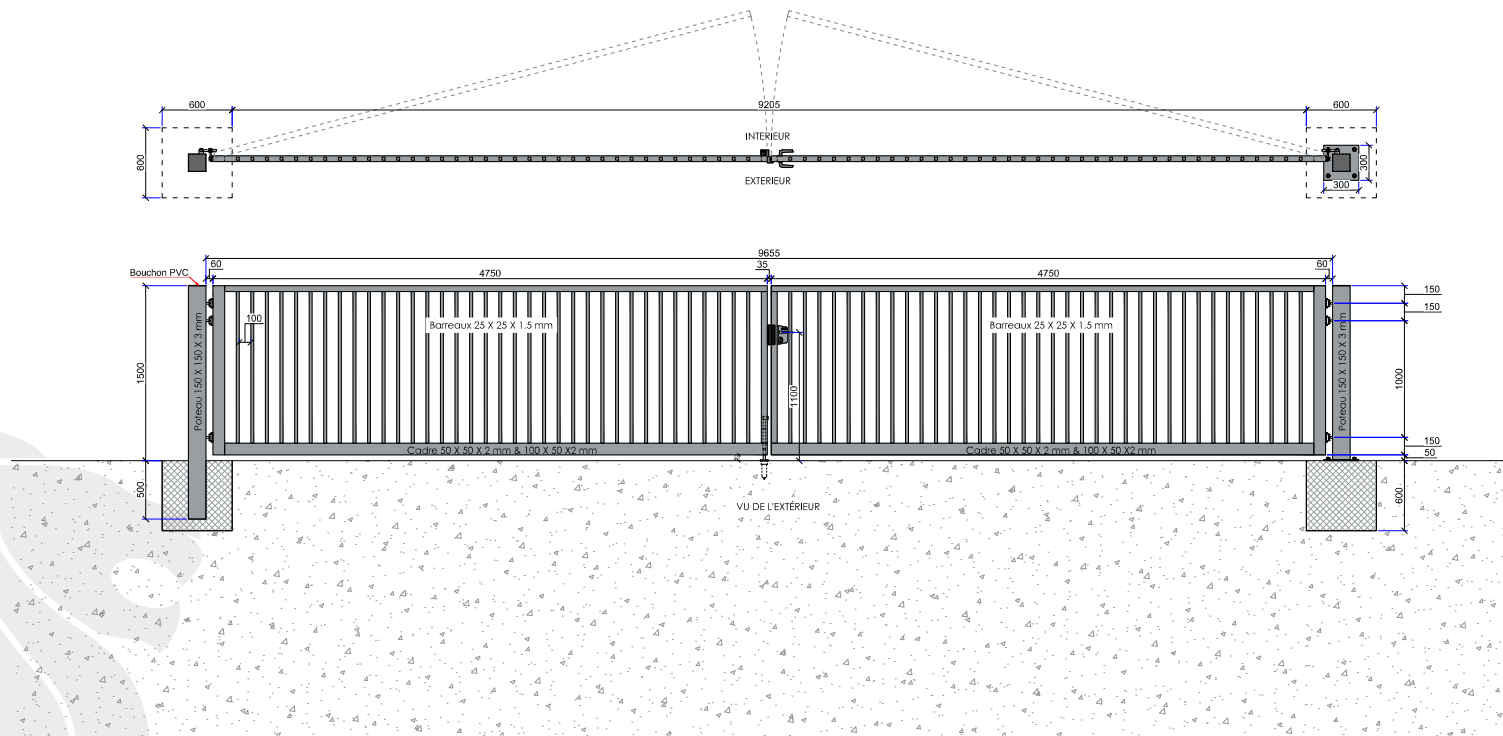 600
9205
600
600
INTERIEUR
EXTERIEUR
300
300
9655
60
35
60
4750
4750
Bouchon PVC
150
150
100
Barreaux 25 X 25 X 1.5 mm
Barreaux 25 X 25 X 1.5 mm
1500
Poteau 150 X 150 X 3 mm
Poteau 150 X 150 X 3 mm
1000
1100
150
50
Cadre 50 X 50 X 2 mm & 100 X 50 X2 mm
Cadre 50 X 50 X 2 mm & 100 X 50 X2 mm
500
600
VU DE L'EXTÉRIEUR